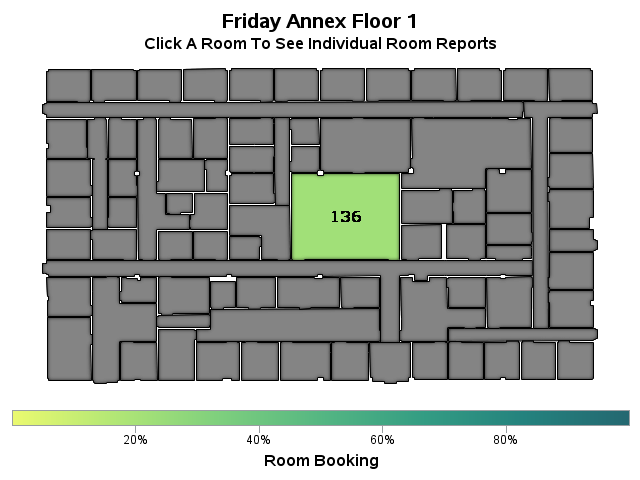 Friday Annex Floor 1
Click A Room To See Individual Room Reports
136
20% 40% 60% 80%
Room Booking